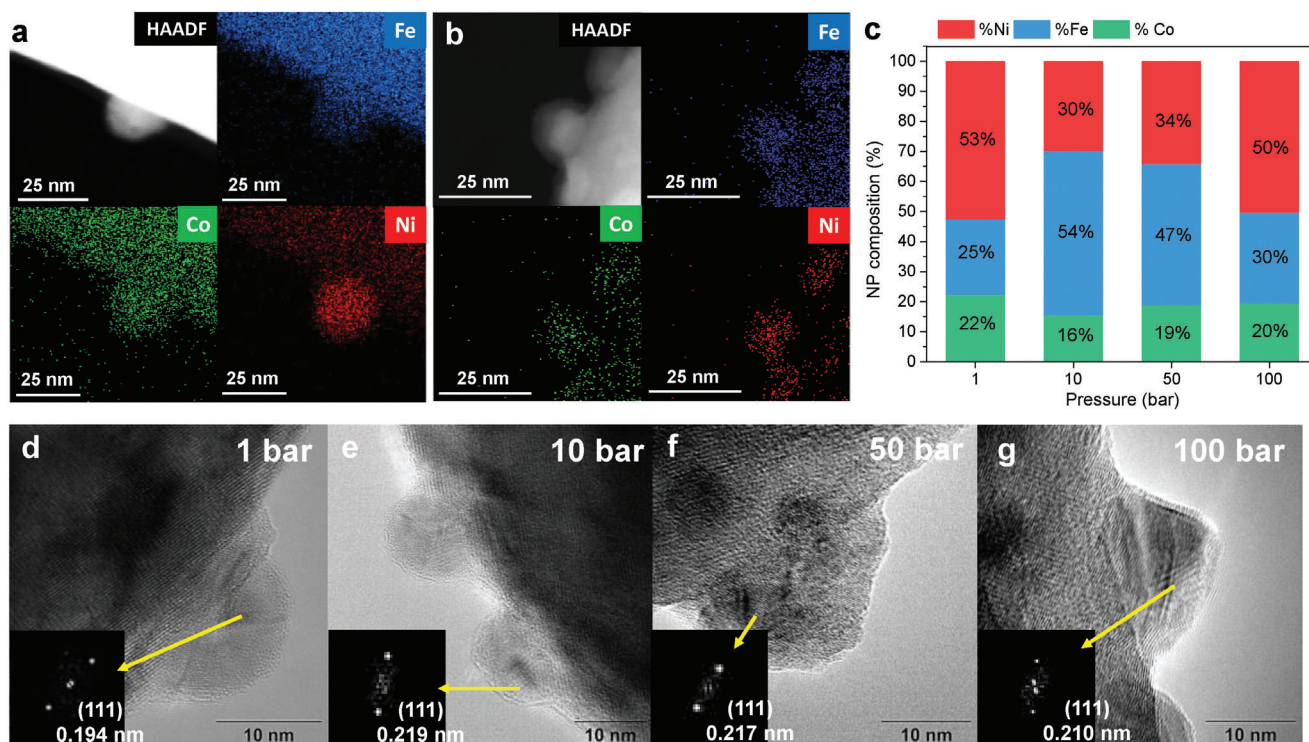 a
HAADF
Fe
25 nm
25 nm
Co
Ni
25 nm
25 nm
b
HAADF
Fe
25 nm
25 nm
Co
Ni
25 nm
25 nm
c
%Ni %Fe % Co
NP composition (%)
100
90
80
70
60
50
40
30
20
10
0
53%
30%
34%
50%
25%
54%
47%
30%
22%
16%
19%
20%
1 10 50 100
Pressure (bar)
d
1 bar
(111)
0.194 nm
10 nm
e
10 bar
(111)
0.219 nm
10 nm
f
50 bar
(111)
0.217 nm
10 nm
g
100 bar
(111)
0.210 nm
10 nm